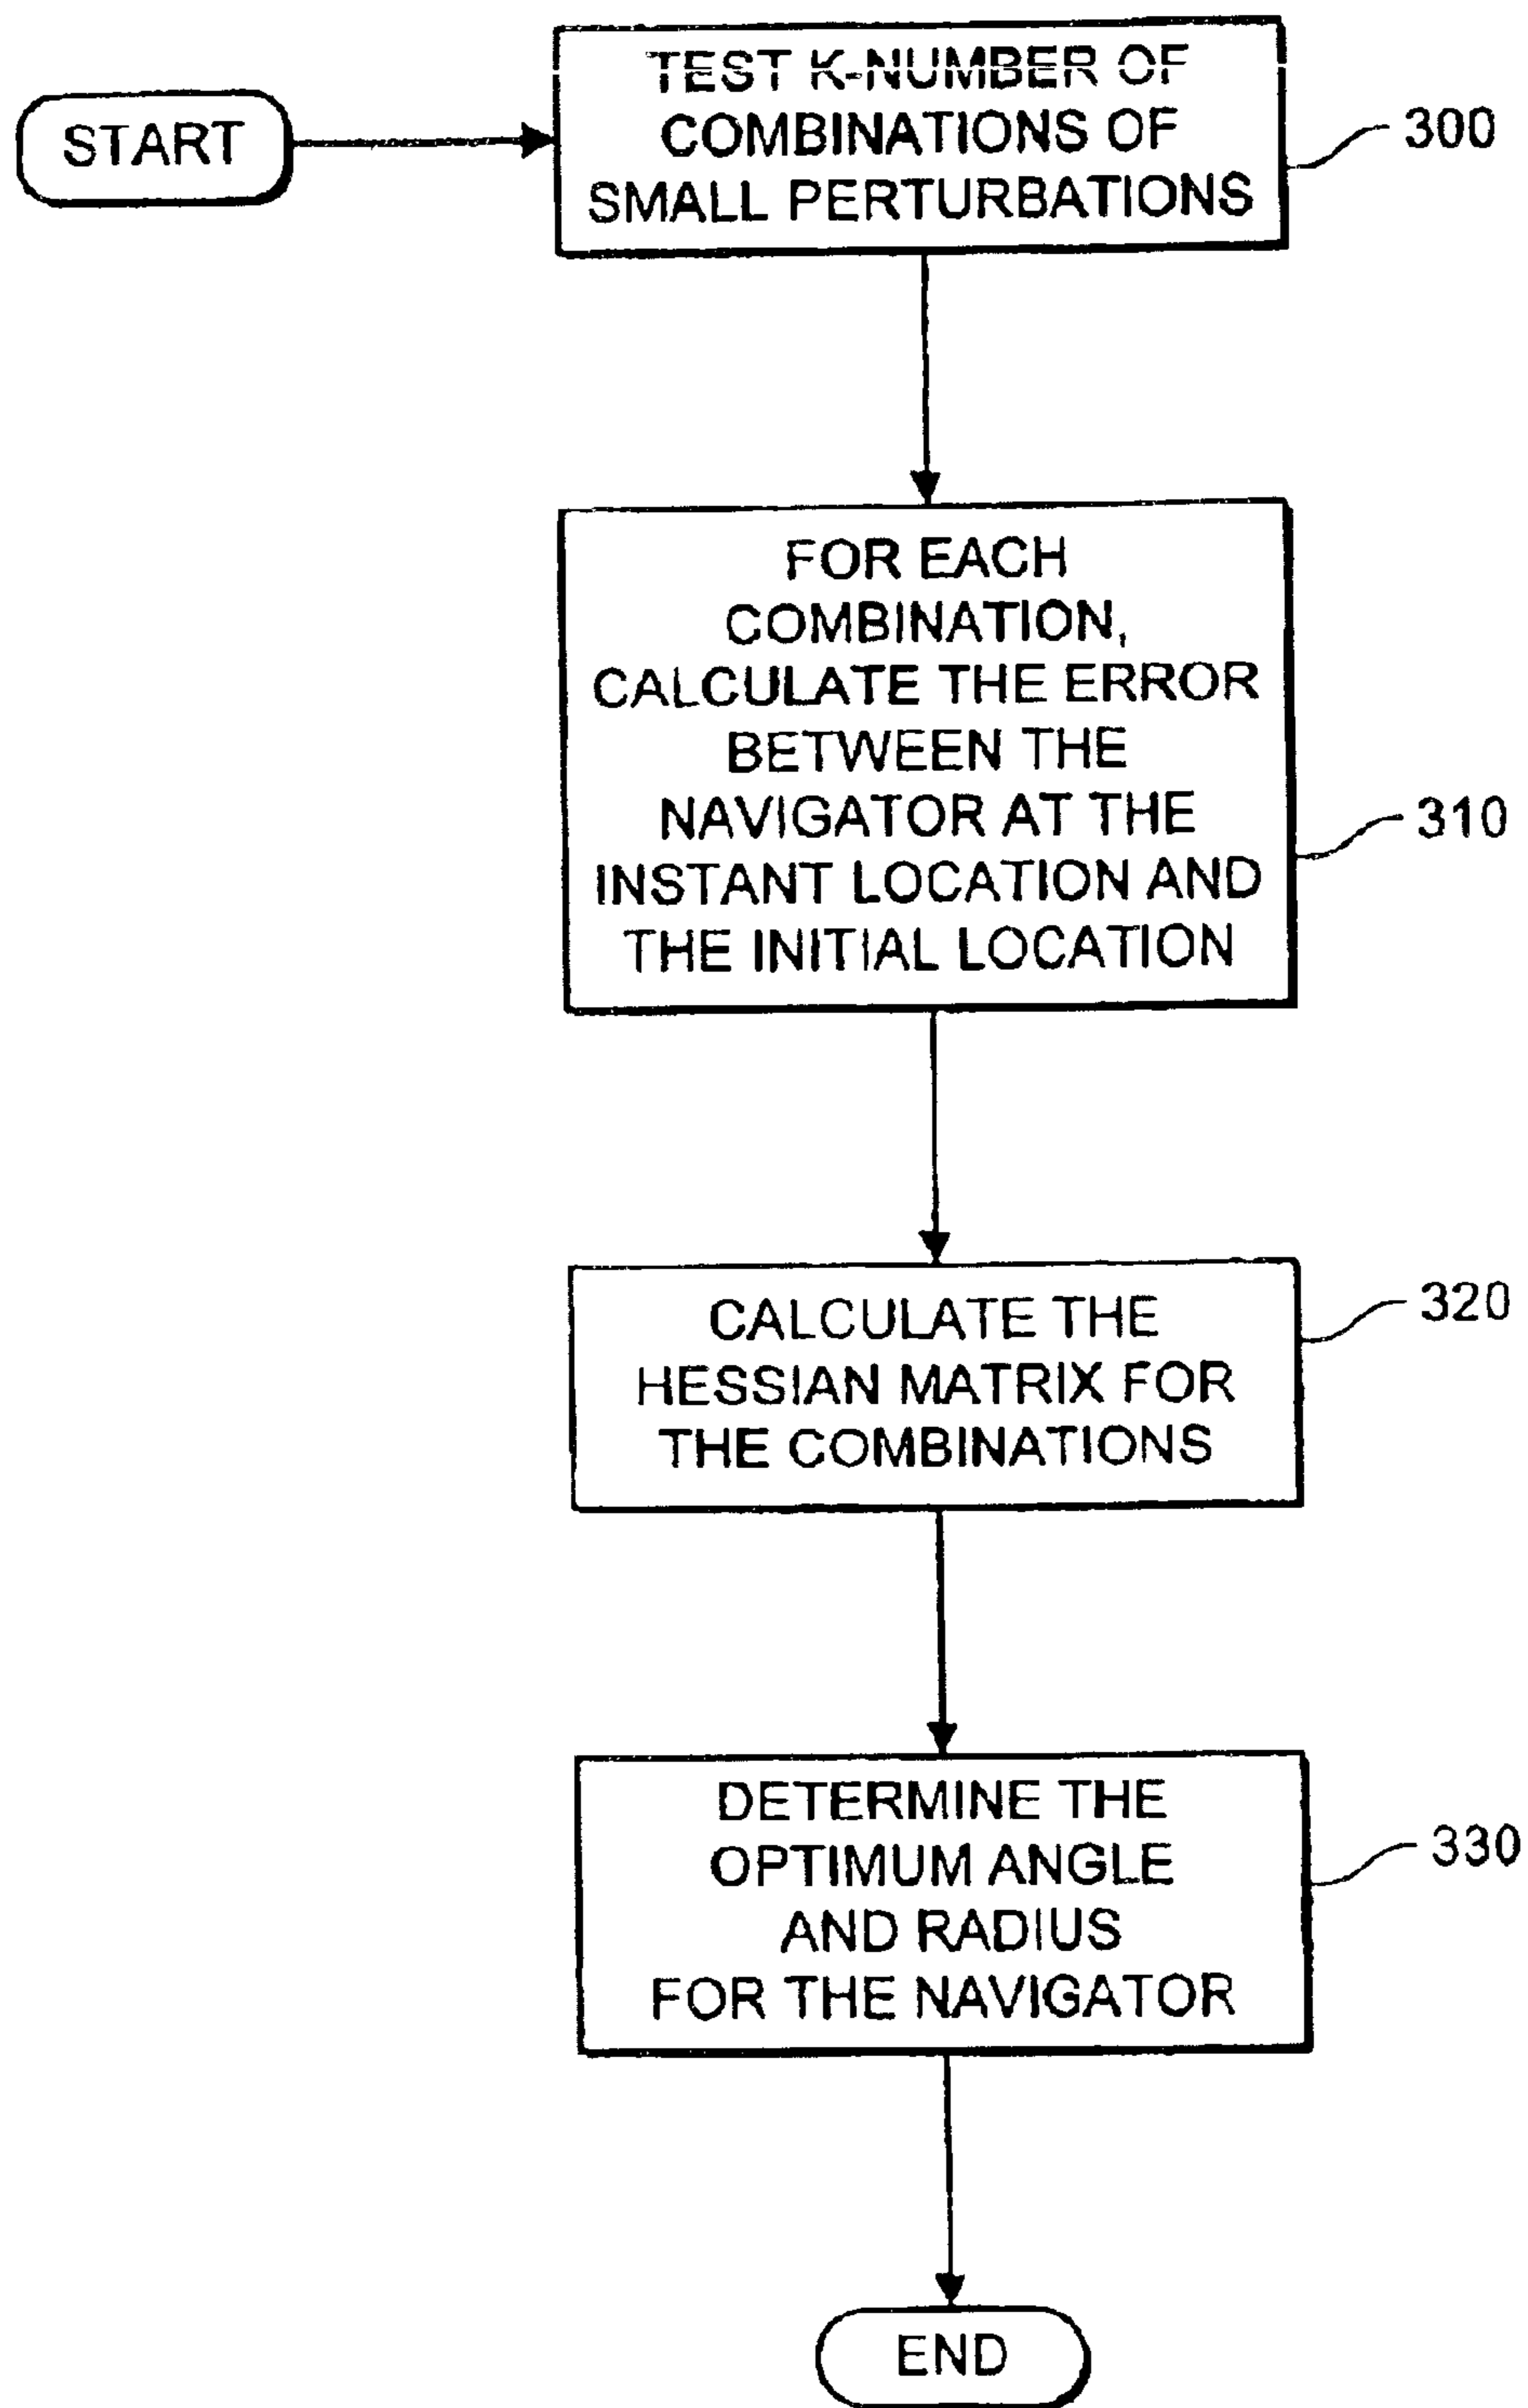 START
TEST K-NUMBER OF
COMBINATIONS OF
SMALL PERTURBATIONS
300
FOR EACH
COMBINATION,
CALCULATE THE ERROR
BETWEEN THE
NAVIGATOR AT THE
INSTANT LOCATION AND
THE INITIAL LOCATION
310
CALCULATE THE
HESSIAN MATRIX FOR
THE COMBINATIONS
320
DETERMINE THE
OPTIMUM ANGLE
AND RADIUS
FOR THE NAVIGATOR
330
END